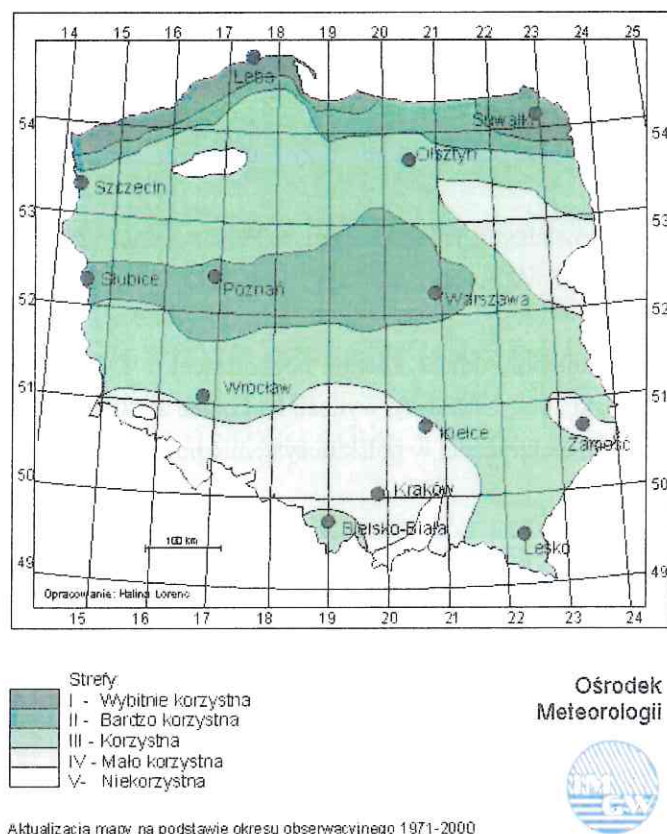 14 15 16 17 18 19 20 21 22 23 24 25
Łeba
54 Suwałki 54
Olsztyn
Szczecin
53 53
Słubice Poznań Warszawa
52 52
Wrocław
51 Kielce Zamość 51
50 Kraków 50
Bielsko-Biała Lesko
100 km
49 49
Opracowanie: Halina Lorenc
15 16 17 18 19 20 21 22 23 24
Strefy:
I - Wybitnie korzystna
II - Bardzo korzystna
III - Korzystna
IV - Mało korzystna
V- Niekorzystna
Ośrodek
Meteorologii
IMGW
Aktualizacja mapy na podstawie okresu obserwacyjnego 1971-2000